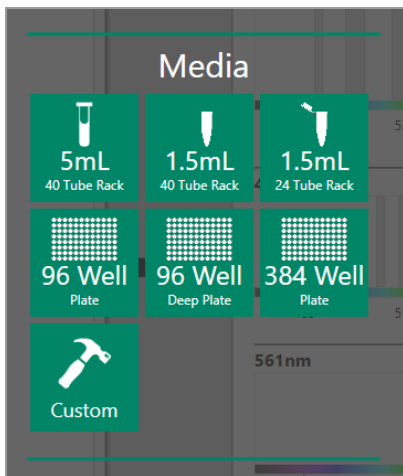 Media
5mL
40 Tube Rack
1.5mL
40 Tube Rack
1.5mL
24 Tube Rack
96 Well
Plate
96 Well
Deep Plate
384 Well
Plate
Custom
561nm